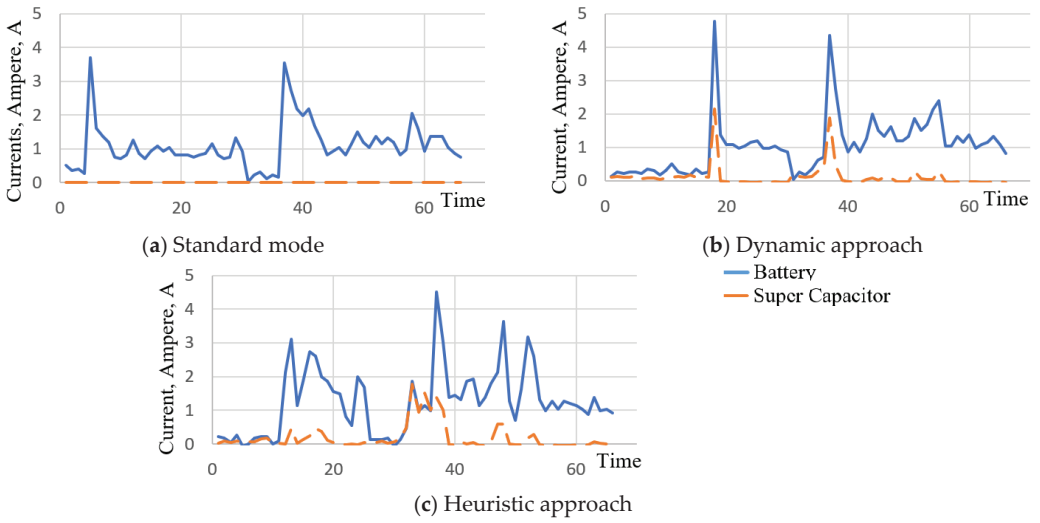 Currents, Ampere, A
5
4
3
2
1
0
0
20
40
60
Time
(a) Standard mode
Current, Ampere, A
5
4
3
2
1
0
0
20
40
60
Time
(b) Dynamic approach
Battery
Super Capacitor
Current, Ampere, A
5
4
3
2
1
0
0
20
40
60
Time
(c) Heuristic approach